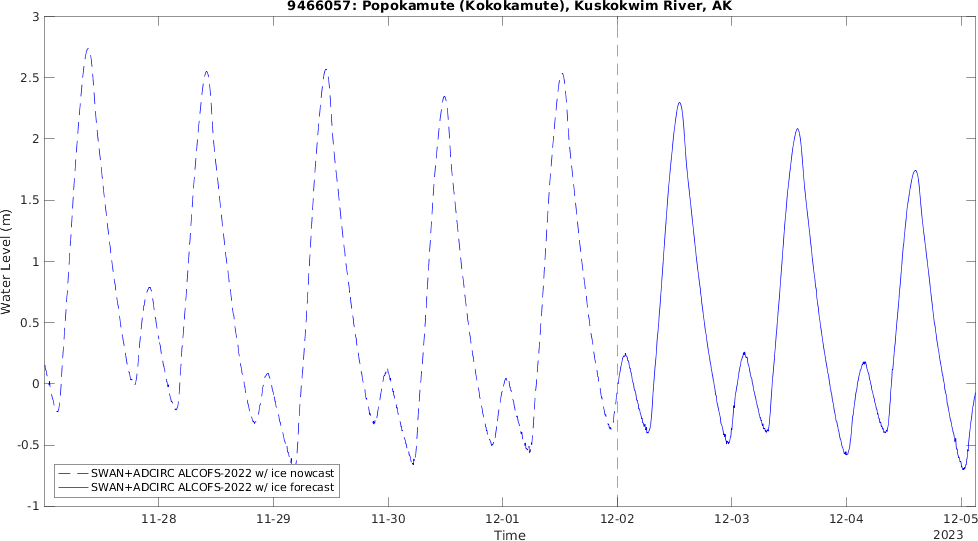 9466057: Popokamute (Kokokamute), Kuskokwim River, AK
3
2.5
2
1.5
1
0.5
0
-0.5
-1
Water Level (m)
SWAN+ADCIRC ALCOFS-2022 w/ ice nowcast
SWAN+ADCIRC ALCOFS-2022 w/ ice forecast
11-28 11-29 11-30 12-01 12-02 12-03 12-04 12-05
Time
2023